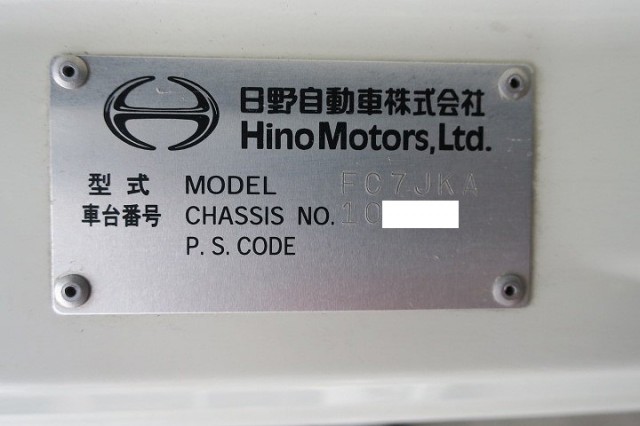 日野自動車株式会社
Hino Motors, Ltd.
型式 MODEL FC7JKA
車台番号 CHASSIS NO. 10
P. S. CODE